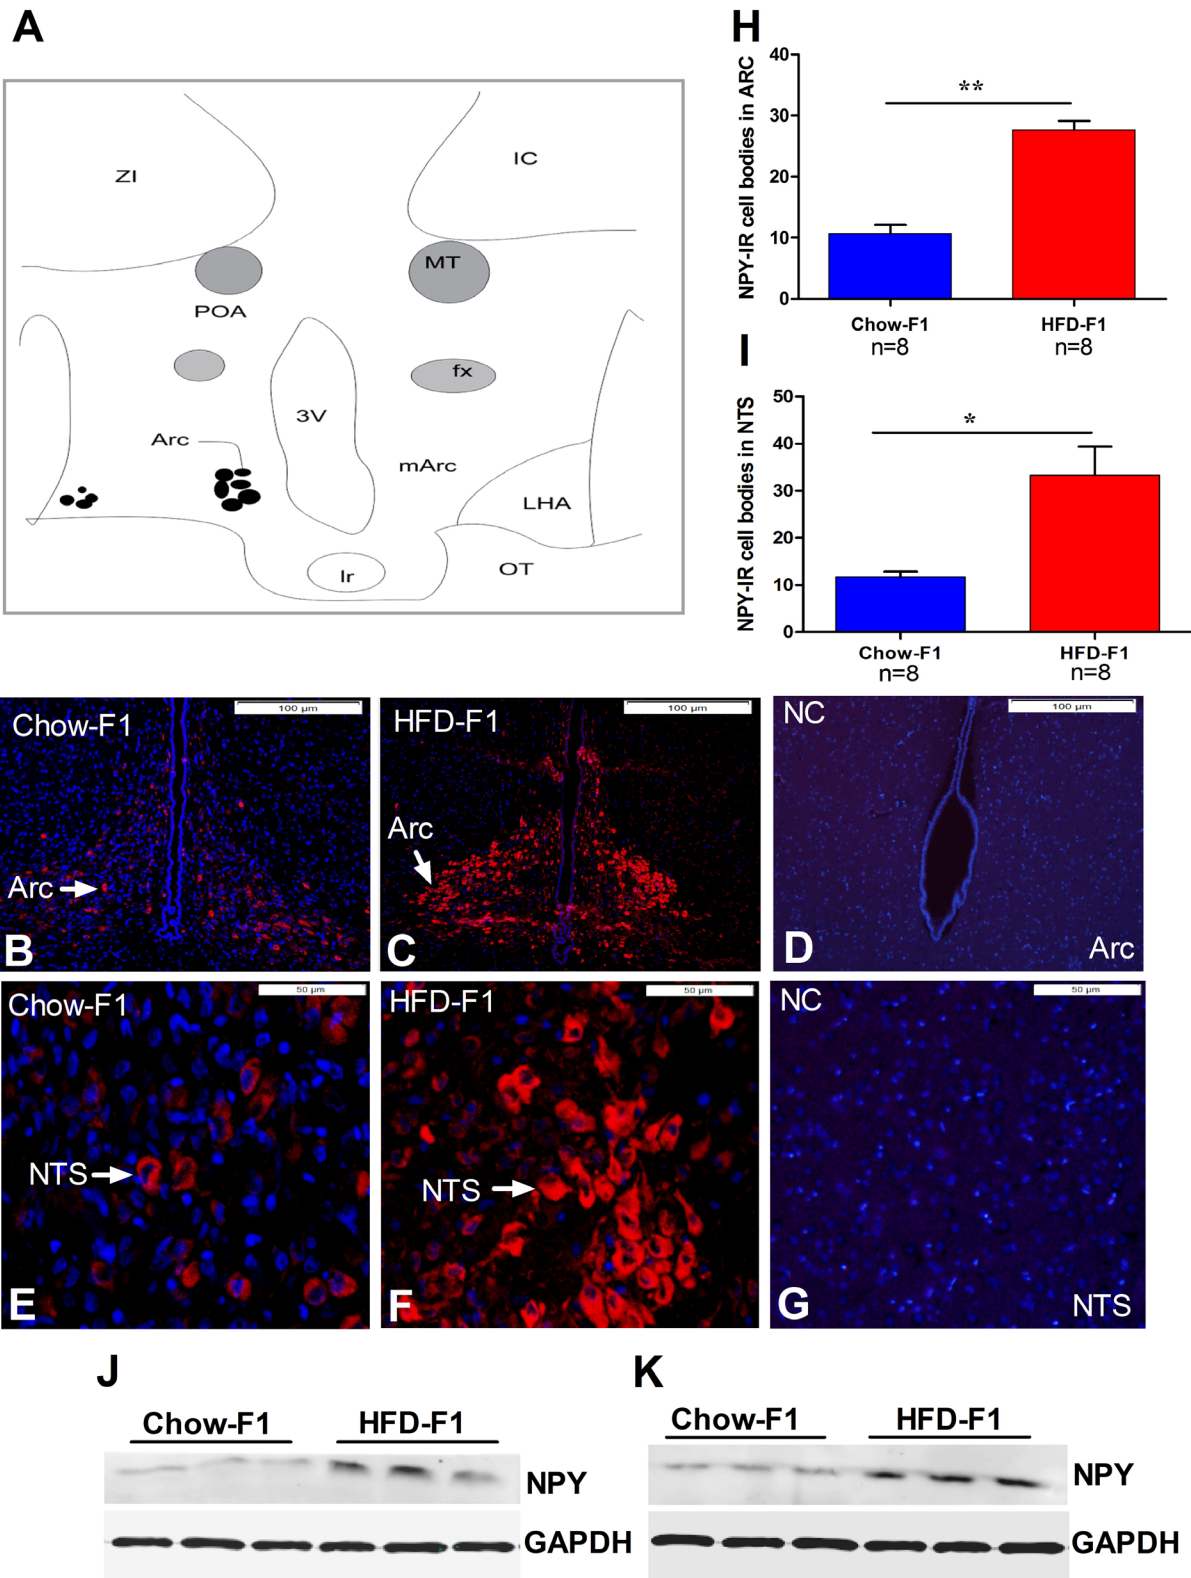 A
ZI
IC
MT
POA
fx
3V
Arc
mArc
LHA
OT
Ir
H
NPY-IR cell bodies in ARC
40
30
20
10
0
**
Chow-F1
HFD-F1
n=8
n=8
I
NPY-IR cell bodies in NTS
50
40
30
20
10
0
*
Chow-F1
HFD-F1
n=8
n=8
Chow-F1
100 µm
Arc
B
HFD-F1
100 µm
Arc
C
NC
100 µm
D
Arc
Chow-F1
50 µm
NTS
E
HFD-F1
50 µm
NTS
F
NC
50 µm
G
NTS
J
Chow-F1
HFD-F1
NPY
GAPDH
K
Chow-F1
HFD-F1
NPY
GAPDH